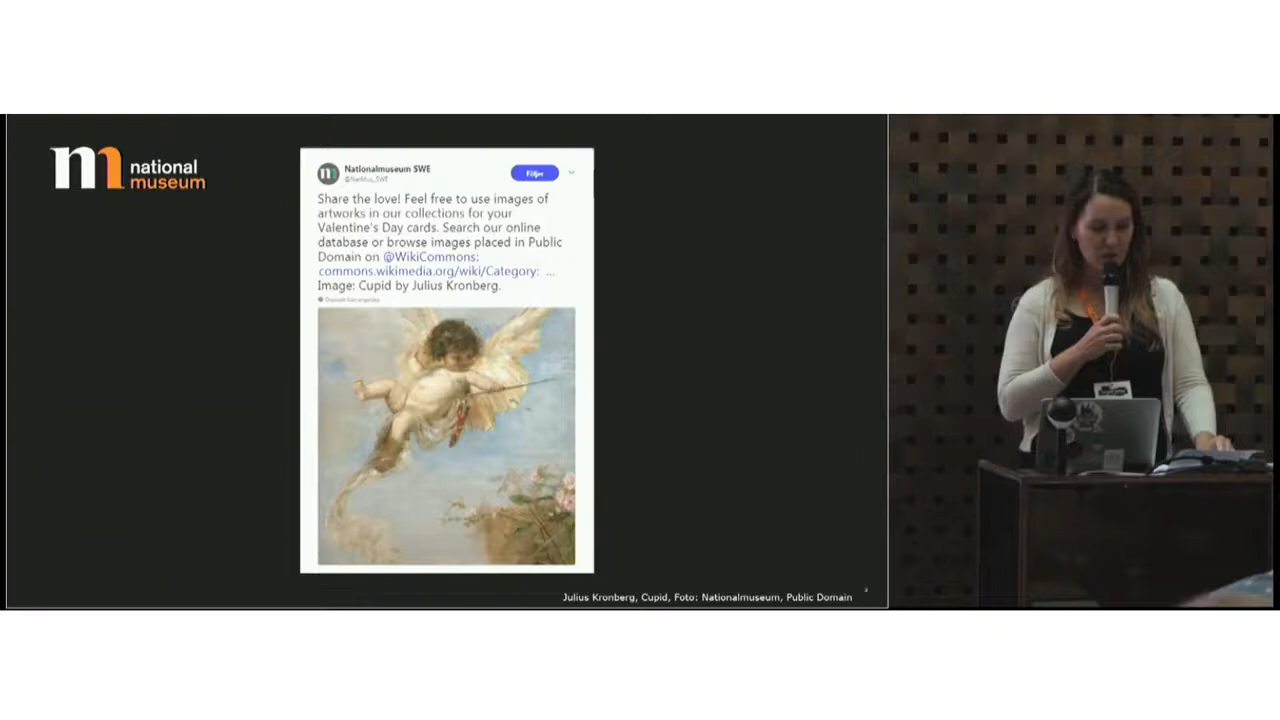 national
museum
Nationalmuseum SWE
@NatMus_SWE
Följer
Share the love! Feel free to use images of
artworks in our collections for your
Valentine's Day cards. Search our online
database or browse images placed in Public
Domain on @WikiCommons:
commons.wikimedia.org/wiki/Category: ...
Image: Cupid by Julius Kronberg.
Julius Kronberg, Cupid, Foto: Nationalmuseum, Public Domain